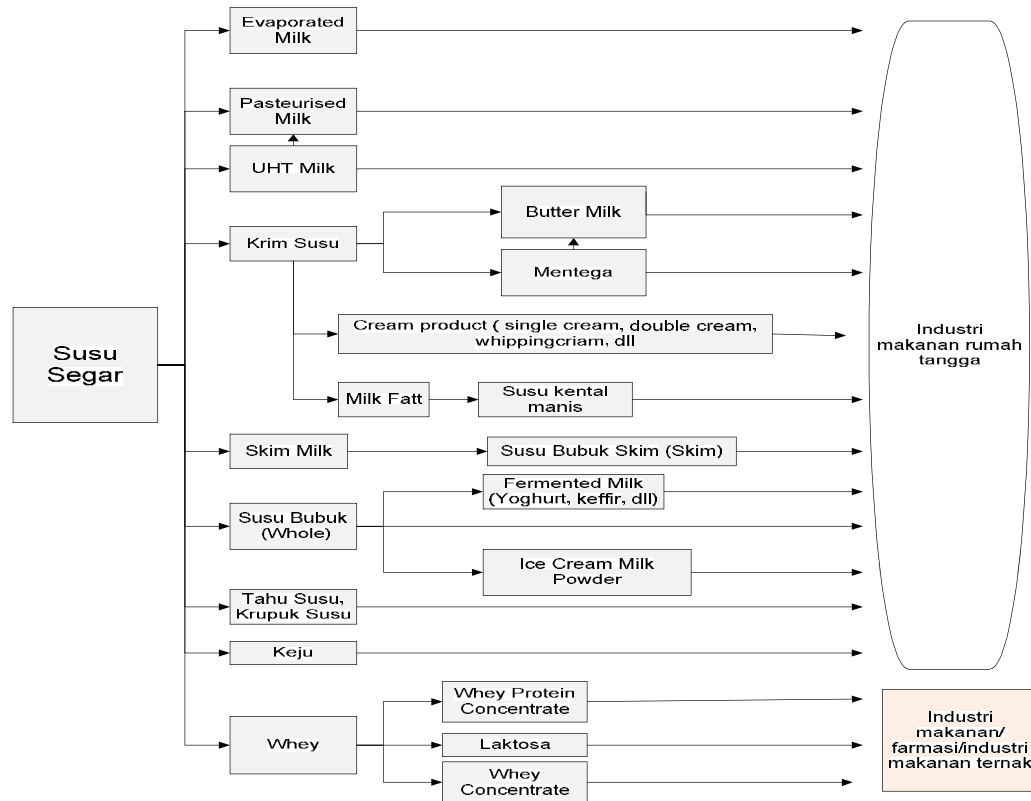 Evaporated
Milk
Pasteurised
Milk
UHT Milk
Krim Susu
Butter Milk
Mentega
Cream product ( single cream, double cream,
whippingcriam, dll
Milk Fatt
Susu kental
manis
Susu
Segar
Skim Milk
Susu Bubuk Skim (Skim)
Susu Bubuk
(Whole)
Fermented Milk
(Yoghurt, keffir, dll)
Ice Cream Milk
Powder
Tahu Susu,
Krupuk Susu
Keju
Whey
Whey Protein
Concentrate
Laktosa
Whey
Concentrate
Industri
makanan rumah
tangga
Industri
makanan/
farmasi/industri
makanan ternak